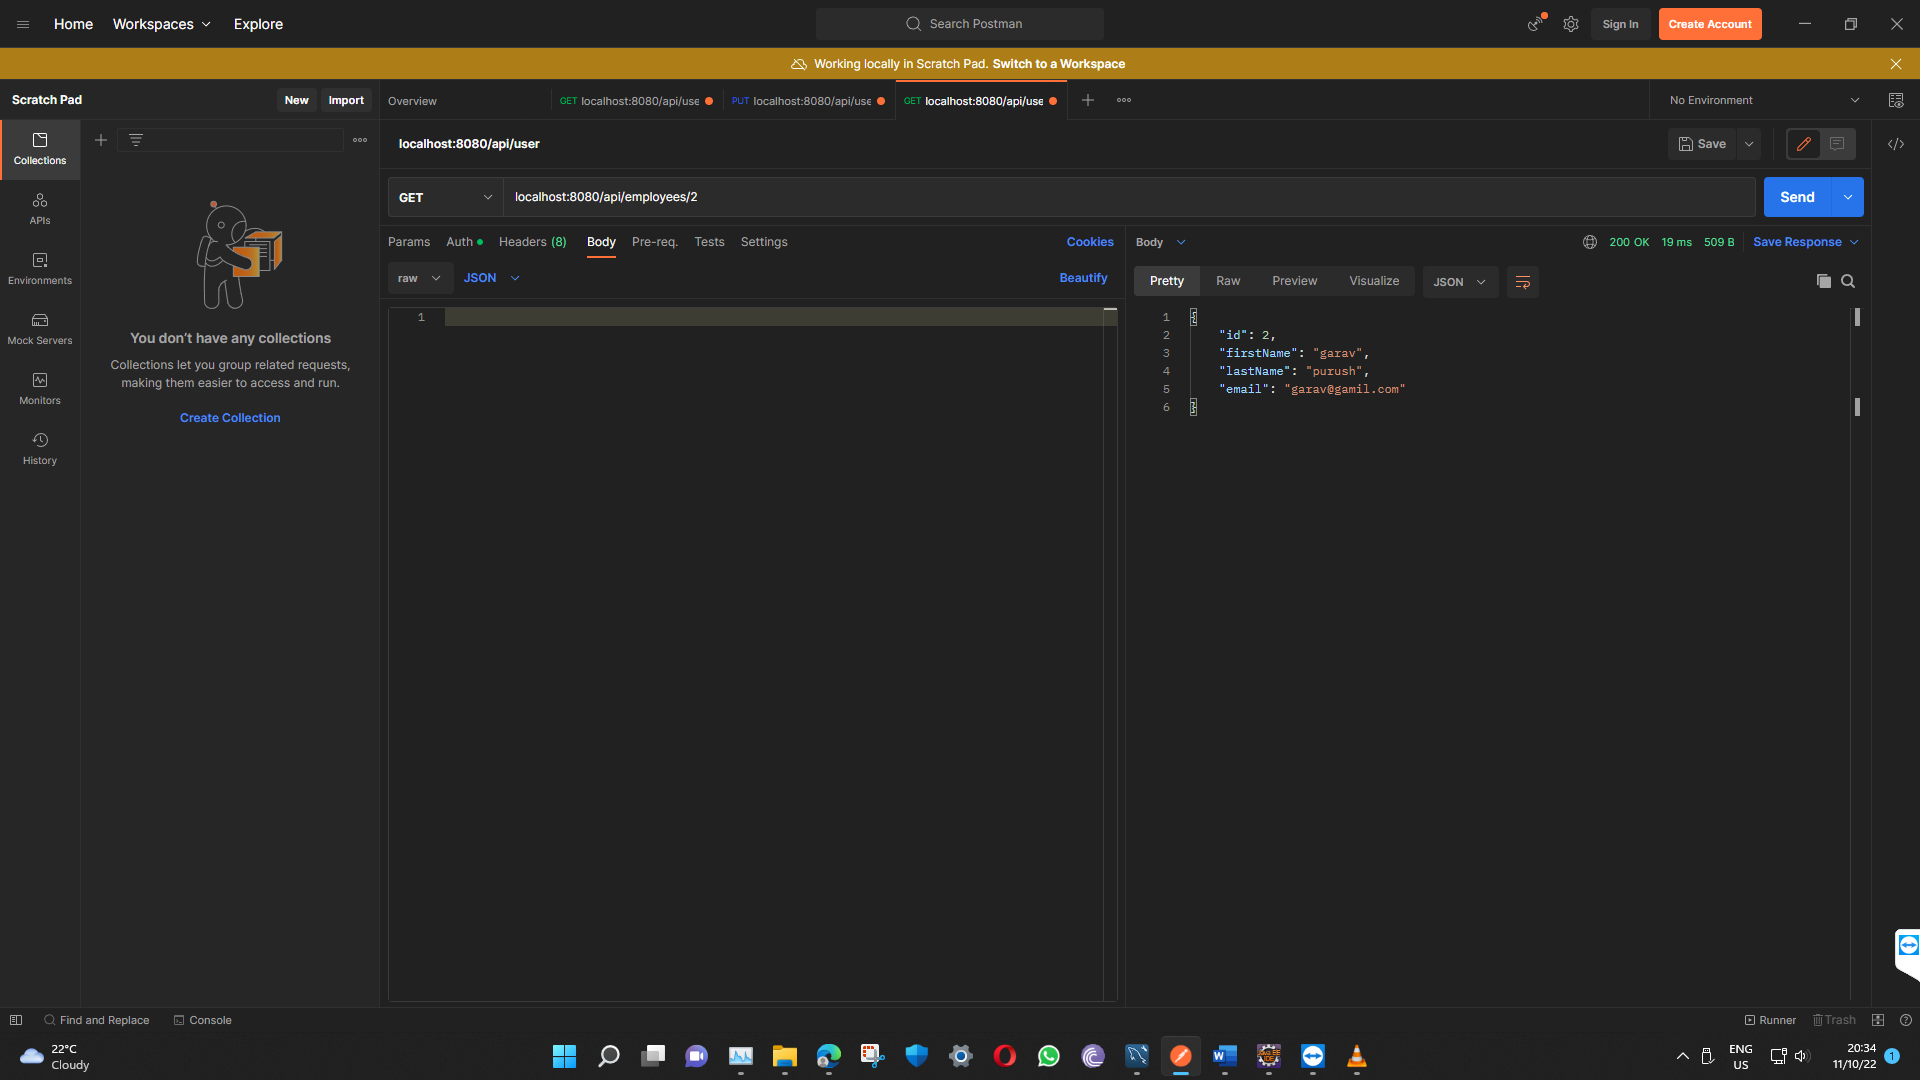 Home Workspaces Explore
Search Postman
Sign In Create Account
Working locally in Scratch Pad. Switch to a Workspace
Scratch Pad New Import
Overview GET localhost:8080/api/use PUT localhost:8080/api/use GET localhost:8080/api/use
No Environment
Collections
APIs
Environments
Mock Servers
Monitors
History
You don't have any collections
Collections let you group related requests,
making them easier to access and run.
Create Collection
localhost:8080/api/user
Save
GET localhost:8080/api/employees/2
Send
Params Auth Headers (8) Body Pre-req. Tests Settings Cookies
raw JSON Beautify
1
Body 200 OK 19 ms 509 B Save Response
Pretty Raw Preview Visualize JSON
1 {
2 "id": 2,
3 "firstName": "garav",
4 "lastName": "purush",
5 "email": "garav@gamil.com"
6 }
Find and Replace Console
Runner Trash
22°C
Cloudy
W
Java EE
IDE
ENG
US
20:34
11/10/22
1